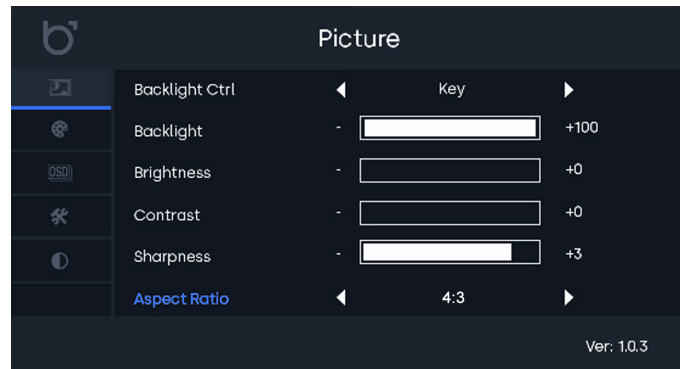 b
Picture
Backlight Ctrl Key
Backlight - +100
OSD
Brightness - +0
Contrast - +0
Sharpness - +3
Aspect Ratio 4:3
Ver: 1.0.3